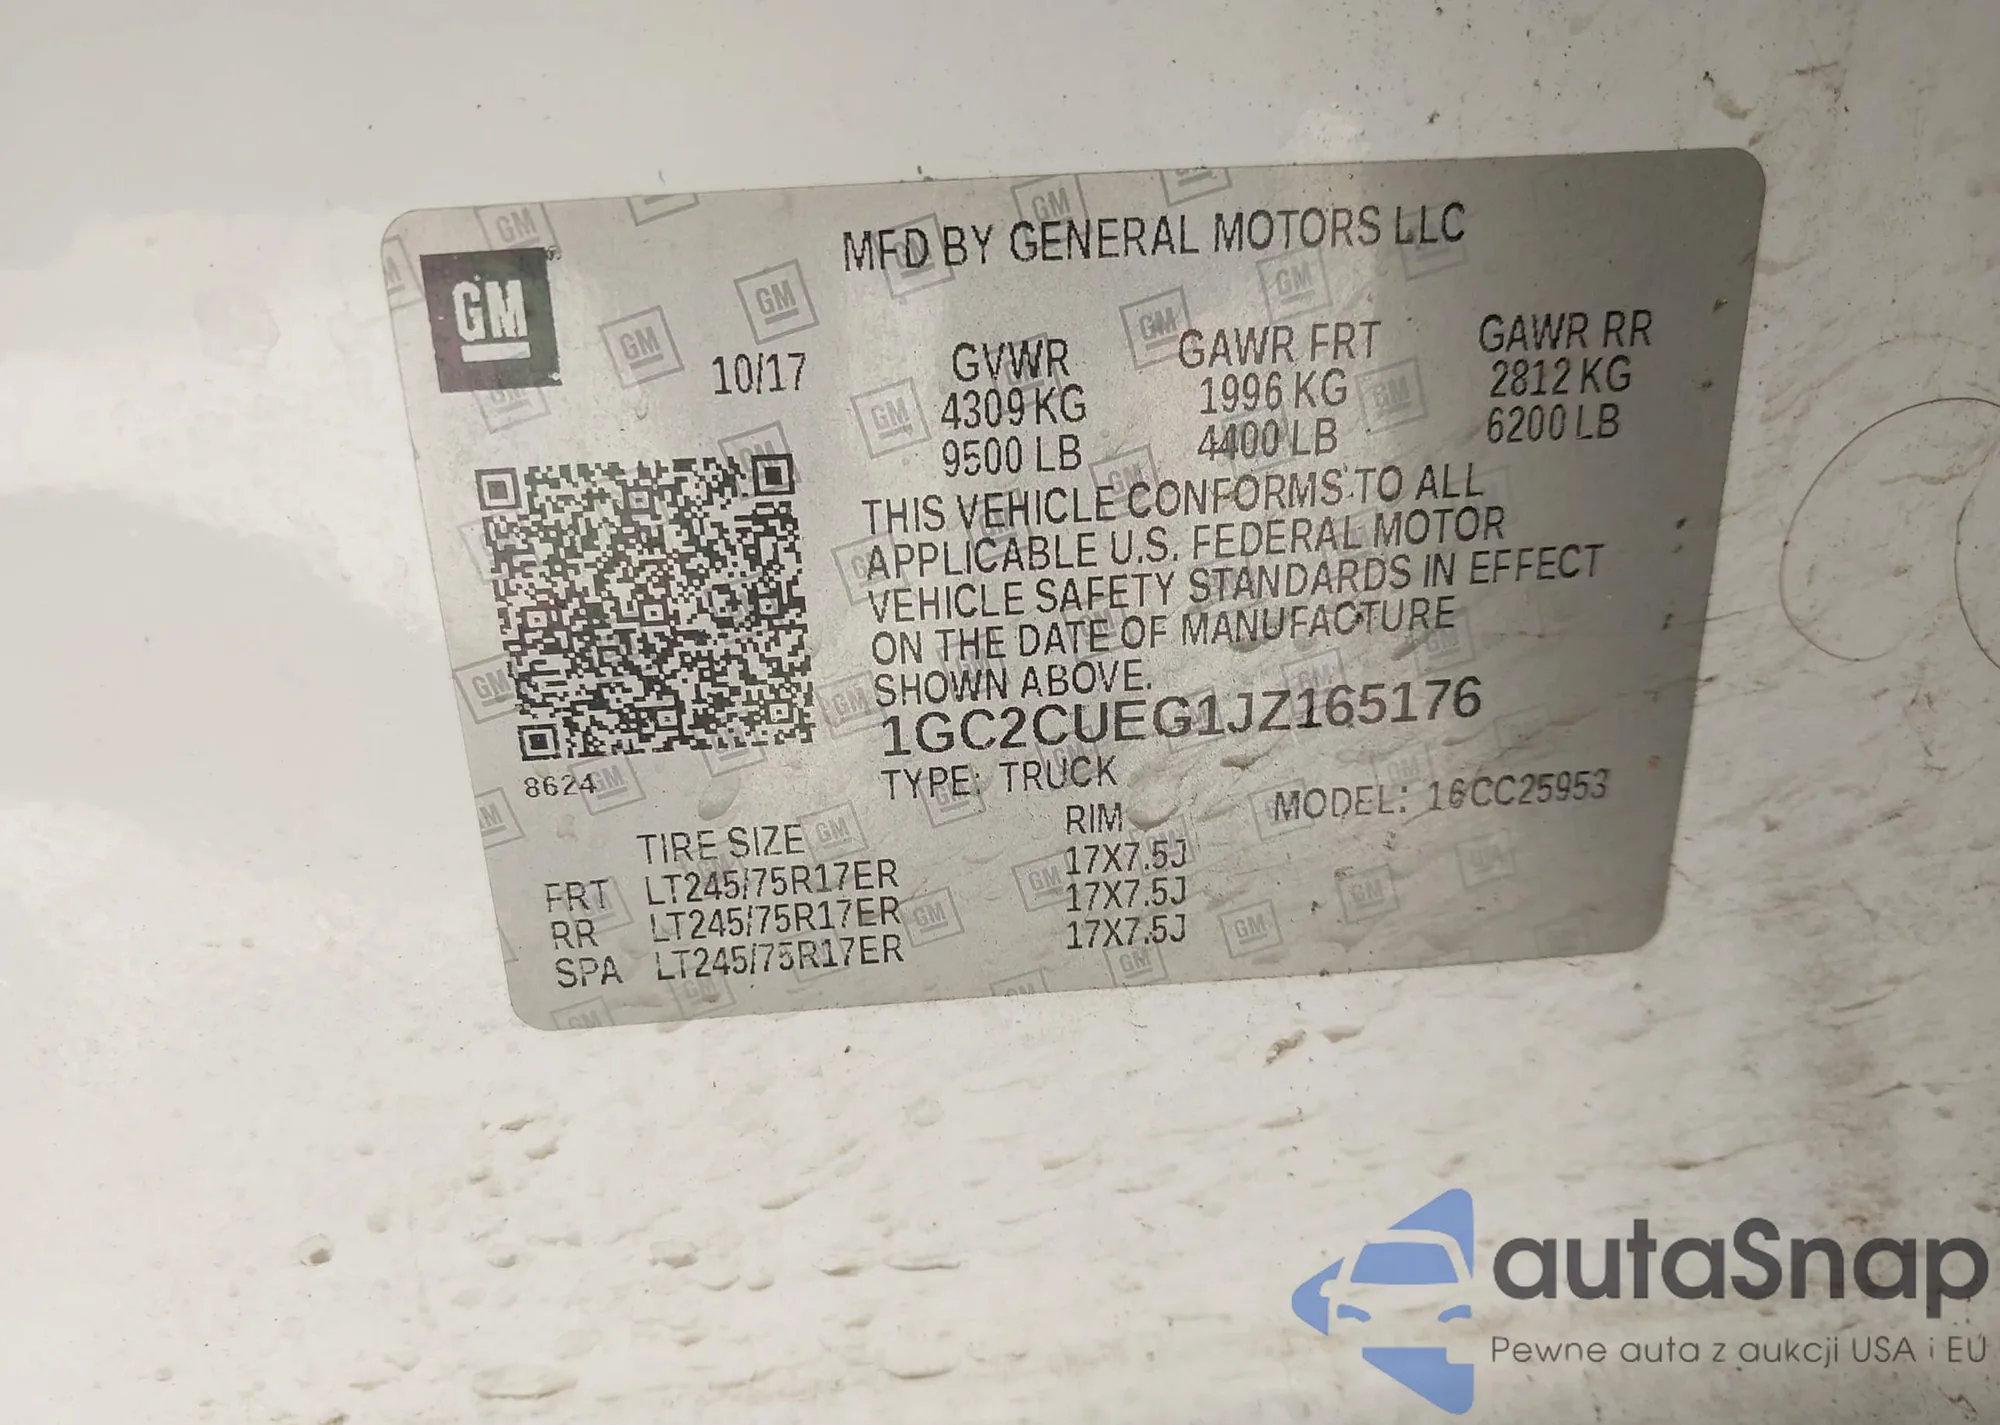 GM
MFD BY GENERAL MOTORS LLC
10/17
GVWR GAWR FRT GAWR RR
4309 KG 1996 KG 2812 KG
9500 LB 4400 LB 6200 LB
THIS VEHICLE CONFORMS TO ALL
APPLICABLE U.S. FEDERAL MOTOR
VEHICLE SAFETY STANDARDS IN EFFECT
ON THE DATE OF MANUFACTURE
SHOWN ABOVE.
1GC2CUEG1JZ165176
8624
TYPE: TRUCK MODEL: 16CC25953
TIRE SIZE RIM
FRT LT245/75R17ER 17X7.5J
RR LT245/75R17ER 17X7.5J
SPA LT245/75R17ER 17X7.5J
autaSnap
Pewne auta z aukcji USA i EU